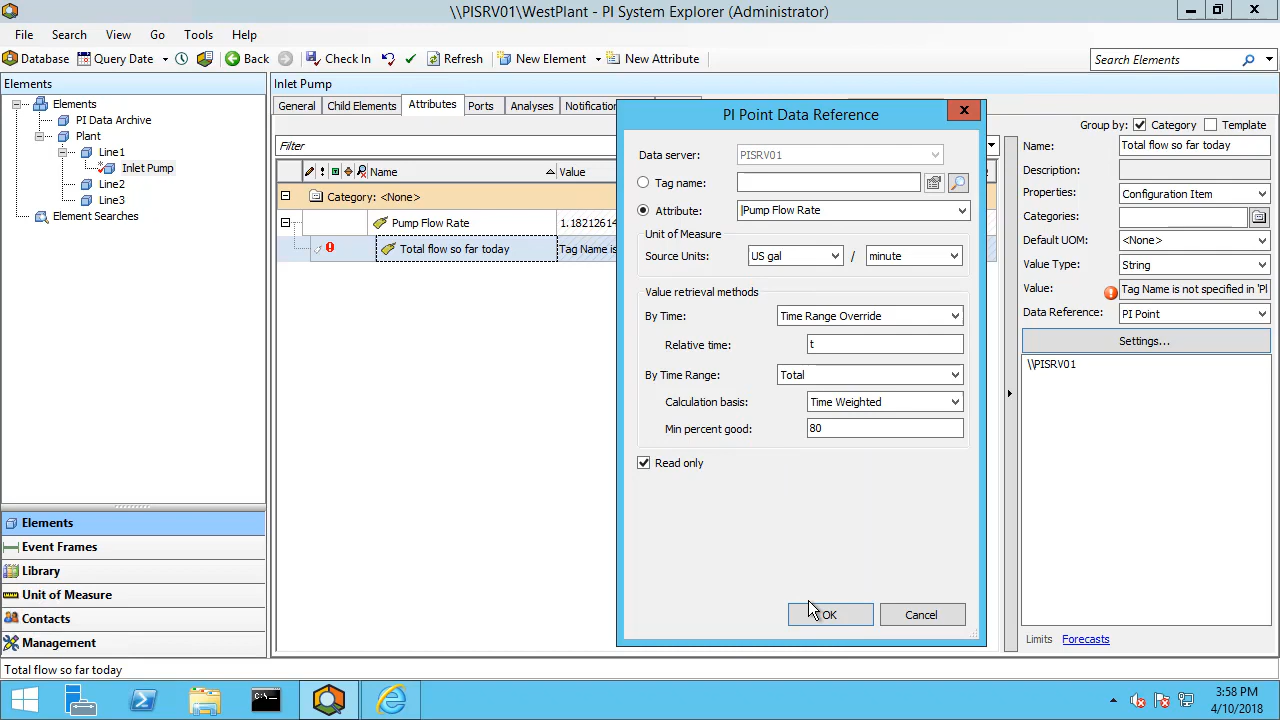 \\PISRV01\WestPlant - PI System Explorer (Administrator)
File Search View Go Tools Help
Database Query Date Back Check In Refresh New Element New Attribute
Search Elements
Elements
Elements
PI Data Archive
Plant
Line1
Inlet Pump
Line2
Line3
Element Searches
Elements
Event Frames
Library
Unit of Measure
Contacts
Management
Inlet Pump
General Child Elements Attributes Ports Analyses Notification
Filter
Name Value
Category: <None>
Pump Flow Rate 1.18212614
Total flow so far today Tag Name is
PI Point Data Reference
Data server: PISRV01
Tag name:
Attribute: |Pump Flow Rate
Unit of Measure
Source Units: US gal / minute
Value retrieval methods
By Time: Time Range Override
Relative time: t
By Time Range: Total
Calculation basis: Time Weighted
Min percent good: 80
Read only
OK Cancel
Group by: Category Template
Name: Total flow so far today
Description:
Properties: Configuration Item
Categories:
Default UOM: <None>
Value Type: String
Value: Tag Name is not specified in 'PI
Data Reference: PI Point
Settings...
\\PISRV01
Limits Forecasts
Total flow so far today
3:58 PM
4/10/2018